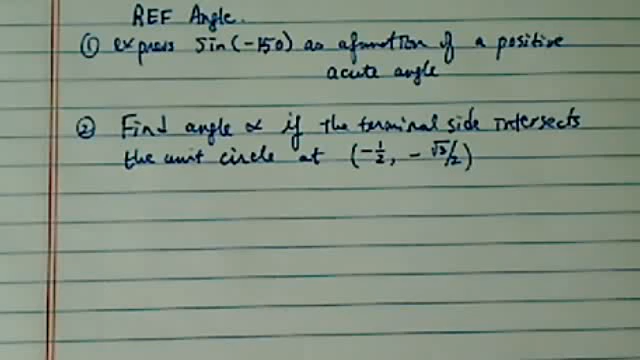 REF Angle.
① express sin(-150) as a function of a positive
acute angle
② Find angle α if the terminal side intersects
the unit circle at (-1/2, -√3/2)